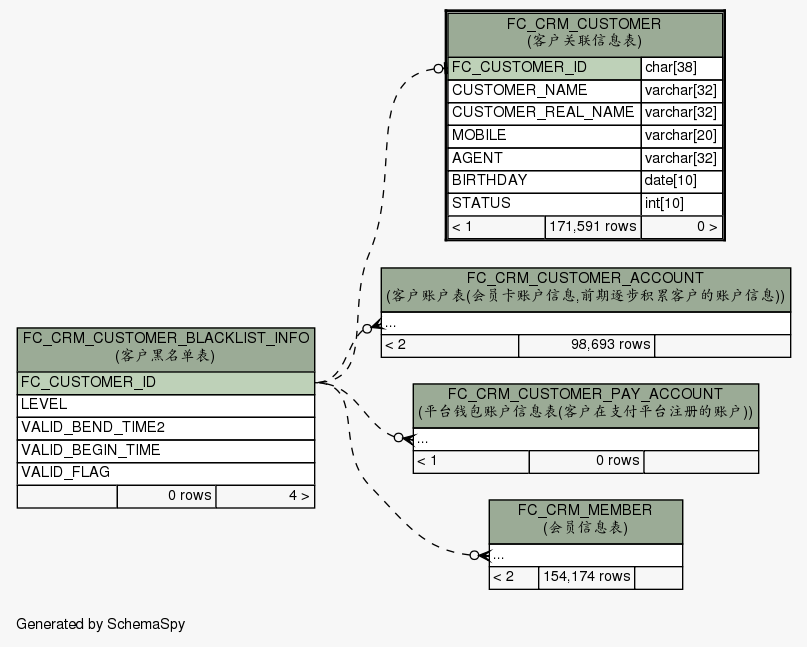 FC_CRM_CUSTOMER
(客户关联信息表)
FC_CUSTOMER_ID char[38]
CUSTOMER_NAME varchar[32]
CUSTOMER_REAL_NAME varchar[32]
MOBILE varchar[20]
AGENT varchar[32]
BIRTHDAY date[10]
STATUS int[10]
< 1 171,591 rows 0 >
FC_CRM_CUSTOMER_ACCOUNT
(客户账户表(会员卡账户信息,前期逐步积累客户的账户信息))
...
< 2 98,693 rows
FC_CRM_CUSTOMER_BLACKLIST_INFO
(客户黑名单表)
FC_CUSTOMER_ID
LEVEL
VALID_BEND_TIME2
VALID_BEGIN_TIME
VALID_FLAG
0 rows 4 >
FC_CRM_CUSTOMER_PAY_ACCOUNT
(平台钱包账户信息表(客户在支付平台注册的账户))
...
< 1 0 rows
FC_CRM_MEMBER
(会员信息表)
...
< 2 154,174 rows
Generated by SchemaSpy